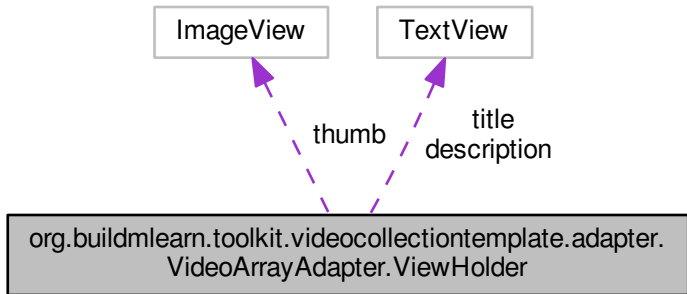 ImageView
TextView
thumb
title
description
org.buildmlearn.toolkit.videocollectiontemplate.adapter.
VideoArrayAdapter.ViewHolder